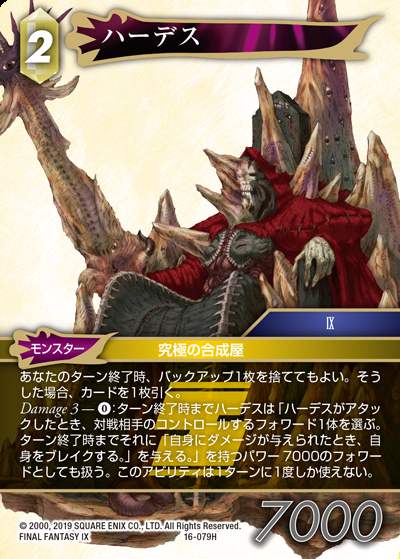 2
ハーデス
IX
モンスター
究極の合成屋
あなたのターン終了時、バックアップ1枚を捨ててもよい。そう
した場合、カードを1枚引く。
Damage 3 — 0：ターン終了時までハーデスは「ハーデスがアタッ
クしたとき、対戦相手のコントロールするフォワード1体を選ぶ。
ターン終了時までそれに「自身にダメージが与えられたとき、自
身をブレイクする。」を与える。」を持つパワー7000のフォワー
ドとしても扱う。このアビリティは1ターンに1度しか使えない。
© 2000, 2019 SQUARE ENIX CO., LTD. All Rights Reserved.
FINAL FANTASY IX
16-079H
7000